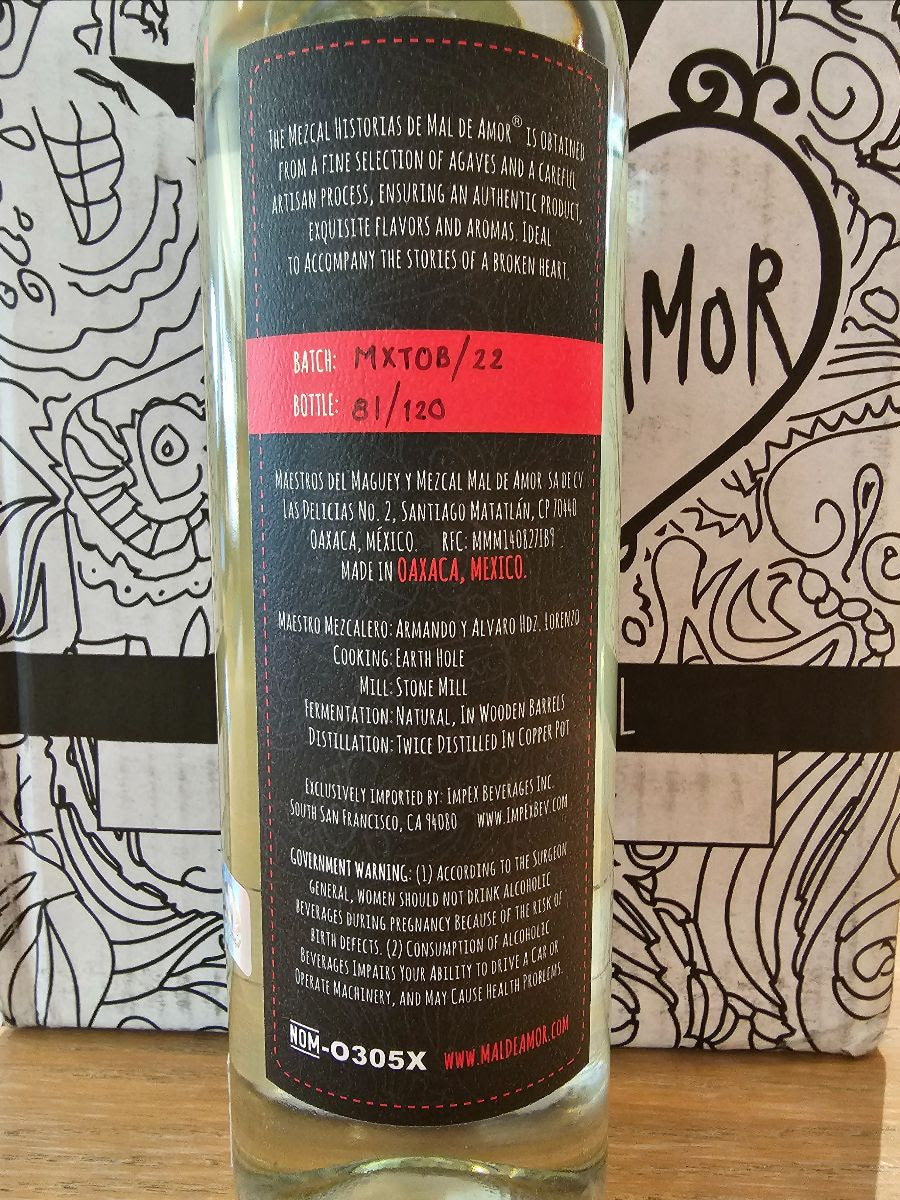 THE MEZCAL HISTORIAS DE MAL DE AMOR® IS OBTAINED
FROM A FINE SELECTION OF AGAVES AND A CAREFUL
ARTISAN PROCESS, ENSURING AN AUTHENTIC PRODUCT,
EXQUISITE FLAVORS AND AROMAS. IDEAL
TO ACCOMPANY THE STORIES OF A BROKEN HEART.
AMOR
BATCH: MXTOB/22
BOTTLE: 81/120
MAESTROS DEL MAGUEY Y MEZCAL MAL DE AMOR SA DE CV
LAS DELICIAS NO. 2, SANTIAGO MATATLÁN, CP 70440
OAXACA, MÉXICO. RFC: MMM140827IB9
MADE IN OAXACA, MEXICO.
MAESTRO MEZCALERO: ARMANDO Y ALVARO HDZ. LORENZO
COOKING: EARTH HOLE
MILL: STONE MILL
FERMENTATION: NATURAL, IN WOODEN BARRELS
DISTILLATION: TWICE DISTILLED IN COPPER POT
EXCLUSIVELY IMPORTED BY: IMPEX BEVERAGES INC.
SOUTH SAN FRANCISCO, CA 94080 WWW.IMPEXBEV.COM
GOVERNMENT WARNING: (1) ACCORDING TO THE SURGEON
GENERAL, WOMEN SHOULD NOT DRINK ALCOHOLIC
BEVERAGES DURING PREGNANCY BECAUSE OF THE RISK OF
BIRTH DEFECTS. (2) CONSUMPTION OF ALCOHOLIC
BEVERAGES IMPAIRS YOUR ABILITY TO DRIVE A CAR OR
OPERATE MACHINERY, AND MAY CAUSE HEALTH PROBLEMS.
NOM-O305X WWW.MALDEAMOR.COM